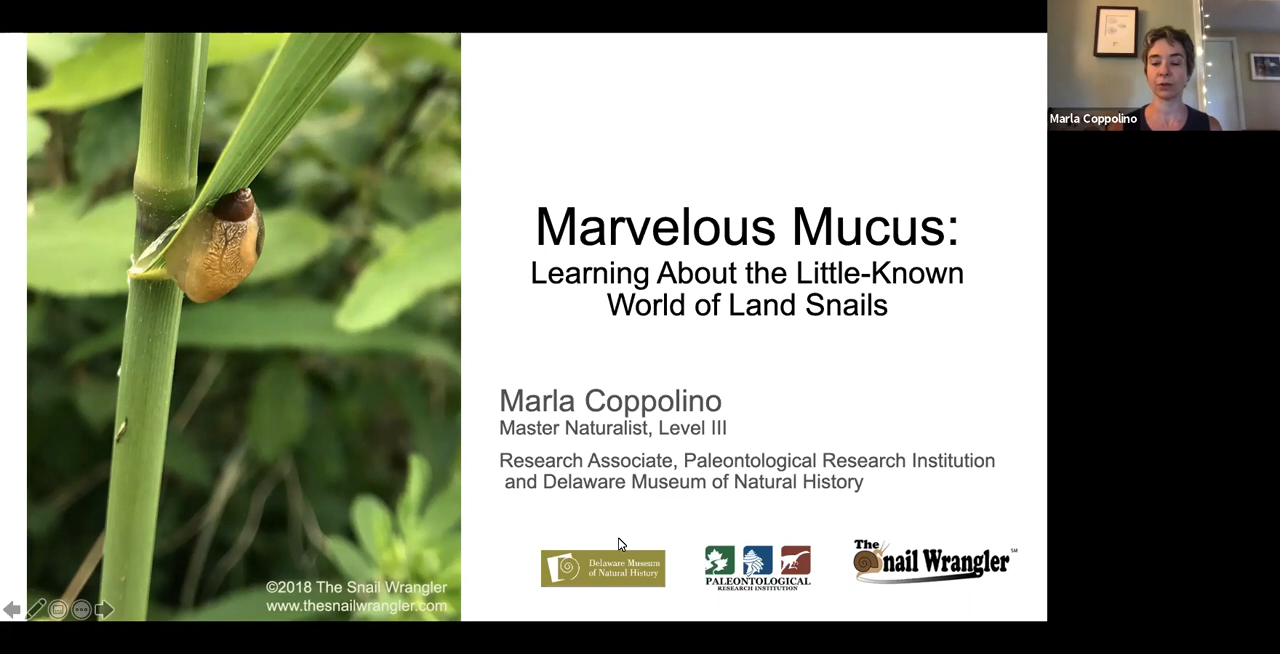 Marla Coppolino
Marvelous Mucus:
Learning About the Little-Known
World of Land Snails
Marla Coppolino
Master Naturalist, Level III
Research Associate, Paleontological Research Institution
and Delaware Museum of Natural History
©2018 The Snail Wrangler
www.thesnailwrangler.com
Delaware Museum
of Natural History
PALEONTOLOGICAL
RESEARCH INSTITUTION
The
Snail Wrangler℠